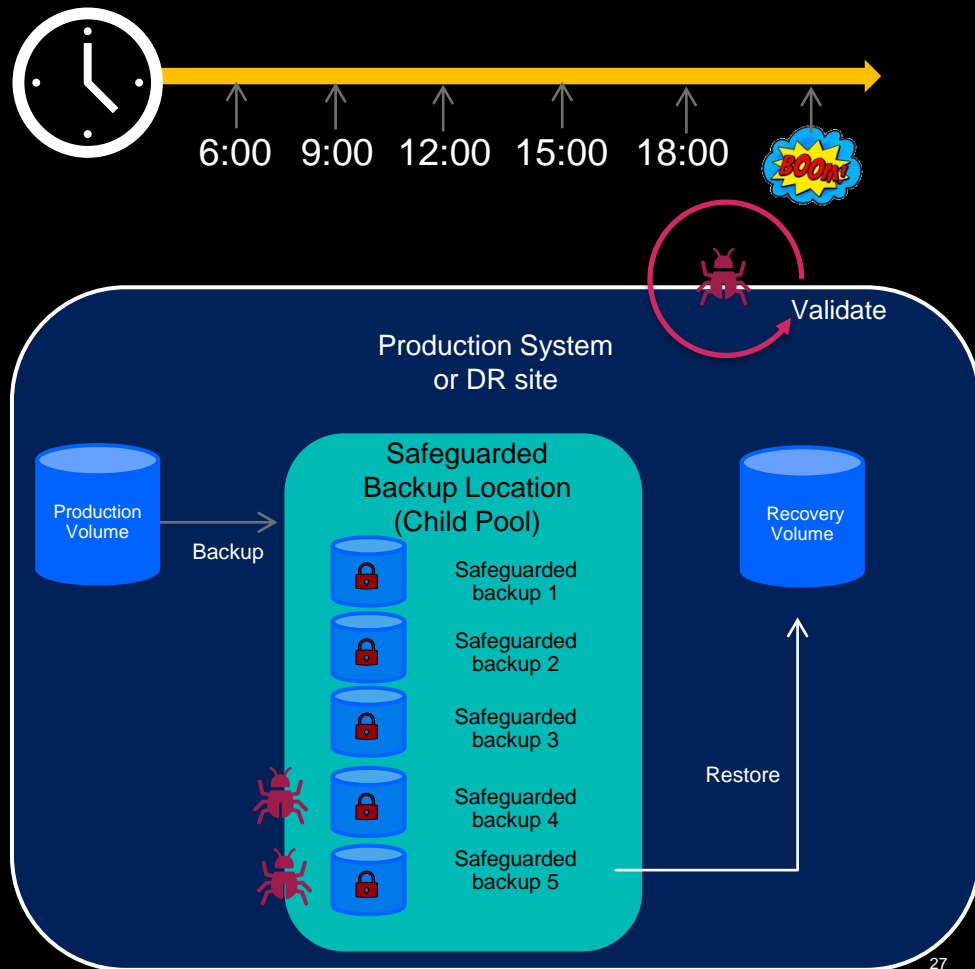 6:00 9:00 12:00 15:00 18:00
BOOM!
Validate
Production System
or DR site
Safeguarded
Backup Location
(Child Pool)
Production
Volume
Backup
Recovery
Volume
Safeguarded
backup 1
Safeguarded
backup 2
Safeguarded
backup 3
Safeguarded
backup 4
Safeguarded
backup 5
Restore
27